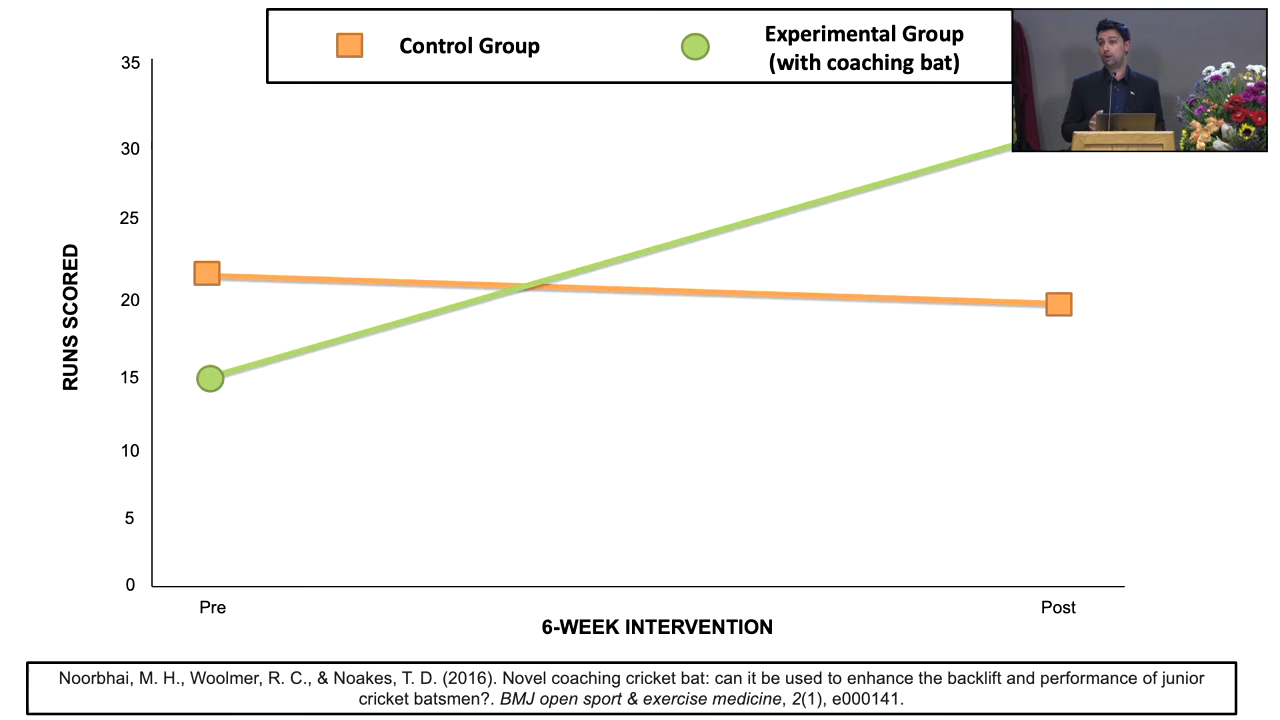 Control Group
Experimental Group
(with coaching bat)
35
30
25
20
15
10
5
0
RUNS SCORED
Pre
Post
6-WEEK INTERVENTION
Noorbhai, M. H., Woolmer, R. C., & Noakes, T. D. (2016). Novel coaching cricket bat: can it be used to enhance the backlift and performance of junior
cricket batsmen?. BMJ open sport & exercise medicine, 2(1), e000141.